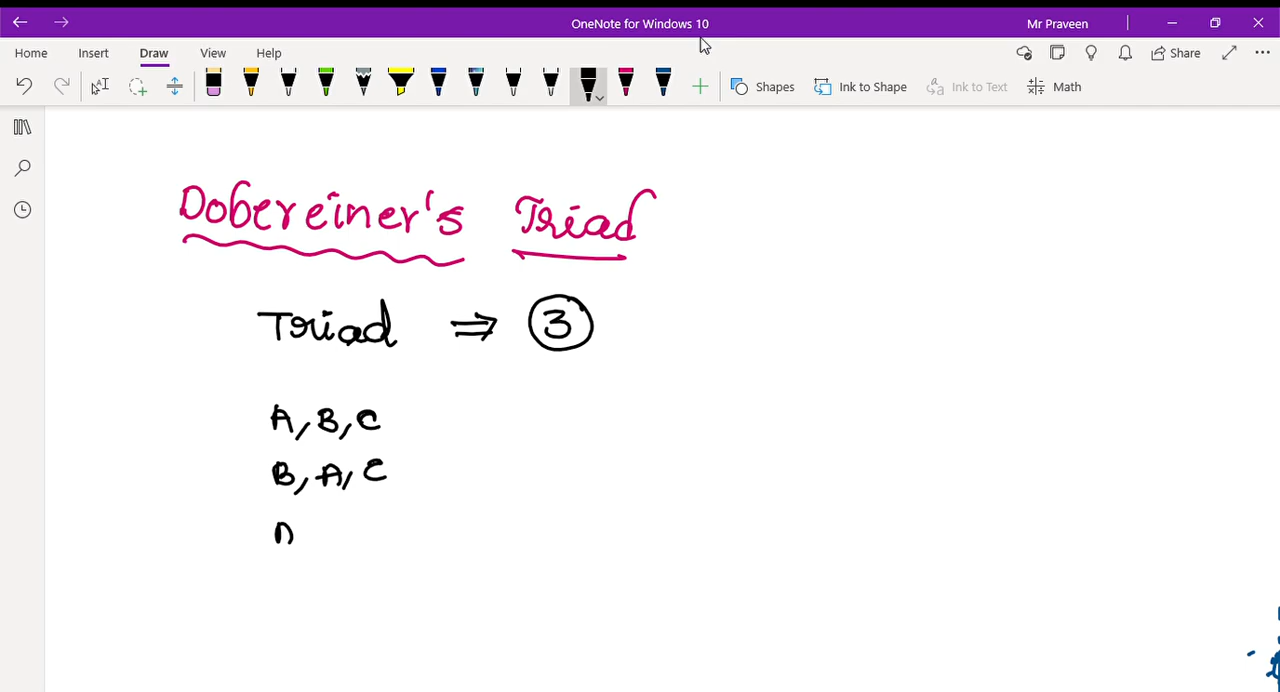 OneNote for Windows 10
Mr Praveen
Home Insert Draw View Help
Share
Shapes Ink to Shape Ink to Text Math
Dobereiner's Triad
Triad ⇒ 3
A, B, C
B, A, C